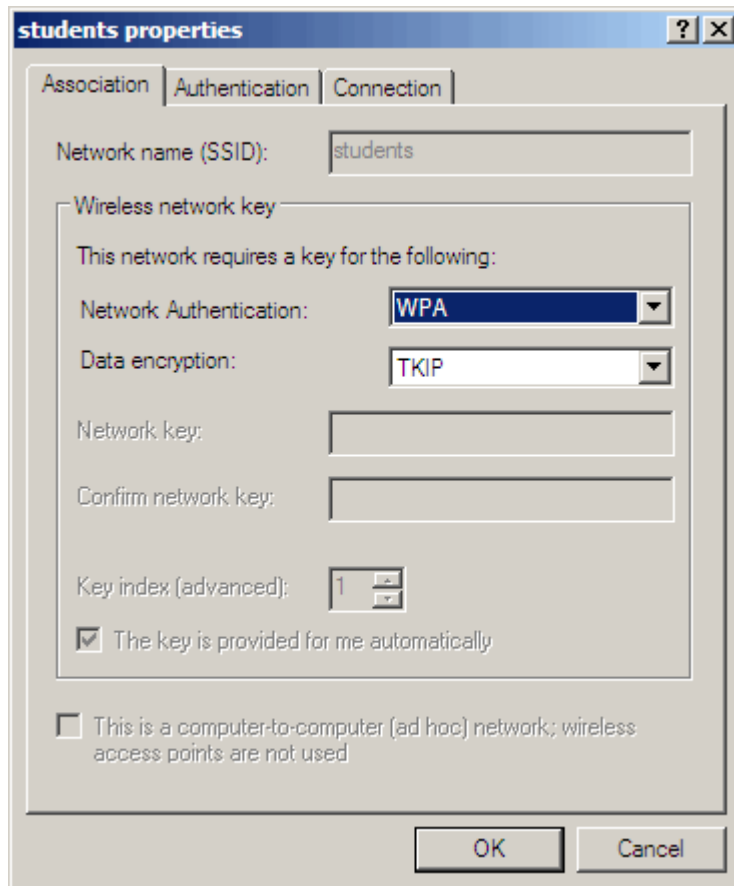 students properties
Association Authentication Connection
Network name (SSID): students
Wireless network key
This network requires a key for the following:
Network Authentication: WPA
Data encryption: TKIP
Network key:
Confirm network key:
Key index (advanced): 1
The key is provided for me automatically
This is a computer-to-computer (ad hoc) network; wireless
access points are not used
OK Cancel